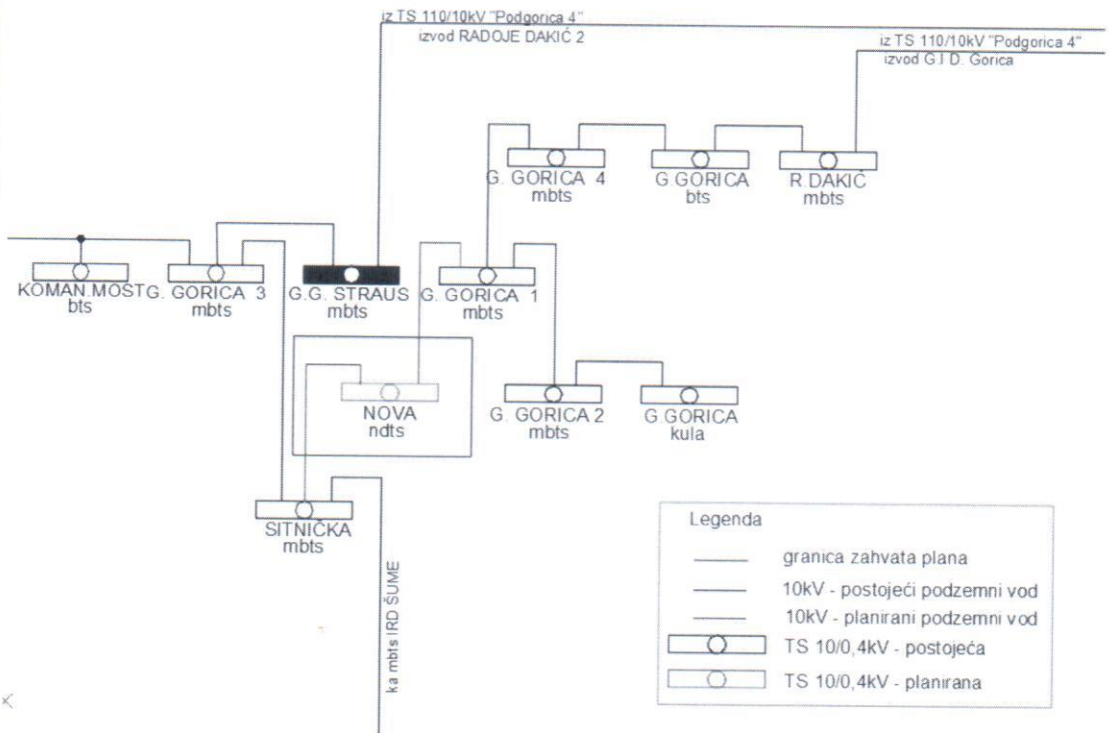 iz TS 110/10kV "Podgorica 4"
izvod RADOJE DAKIĆ 2
iz TS 110/10kV "Podgorica 4"
izvod G.I D. Gorica
G. GORICA 4
mbts
G.GORICA
bts
R.DAKIĆ
mbts
KOMAN.MOST
bts
G. GORICA 3
mbts
G.G. STRAUS
mbts
G. GORICA 1
mbts
NOVA
ndts
G. GORICA 2
mbts
G.GORICA
kula
SITNIČKA
mbts
ka mbts IRD ŠUME
Legenda
granica zahvata plana
10kV - postojeći podzemni vod
10kV - planirani podzemni vod
TS 10/0,4kV - postojeća
TS 10/0,4kV - planirana